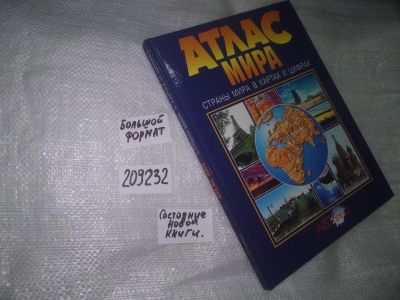 АТЛАС
МИРА
СТРАНЫ МИРА В КАРТАХ И ЦИФРАХ
БОЛЬШОЙ
ФОРМАТ
209232
Состояние
новой
книги.